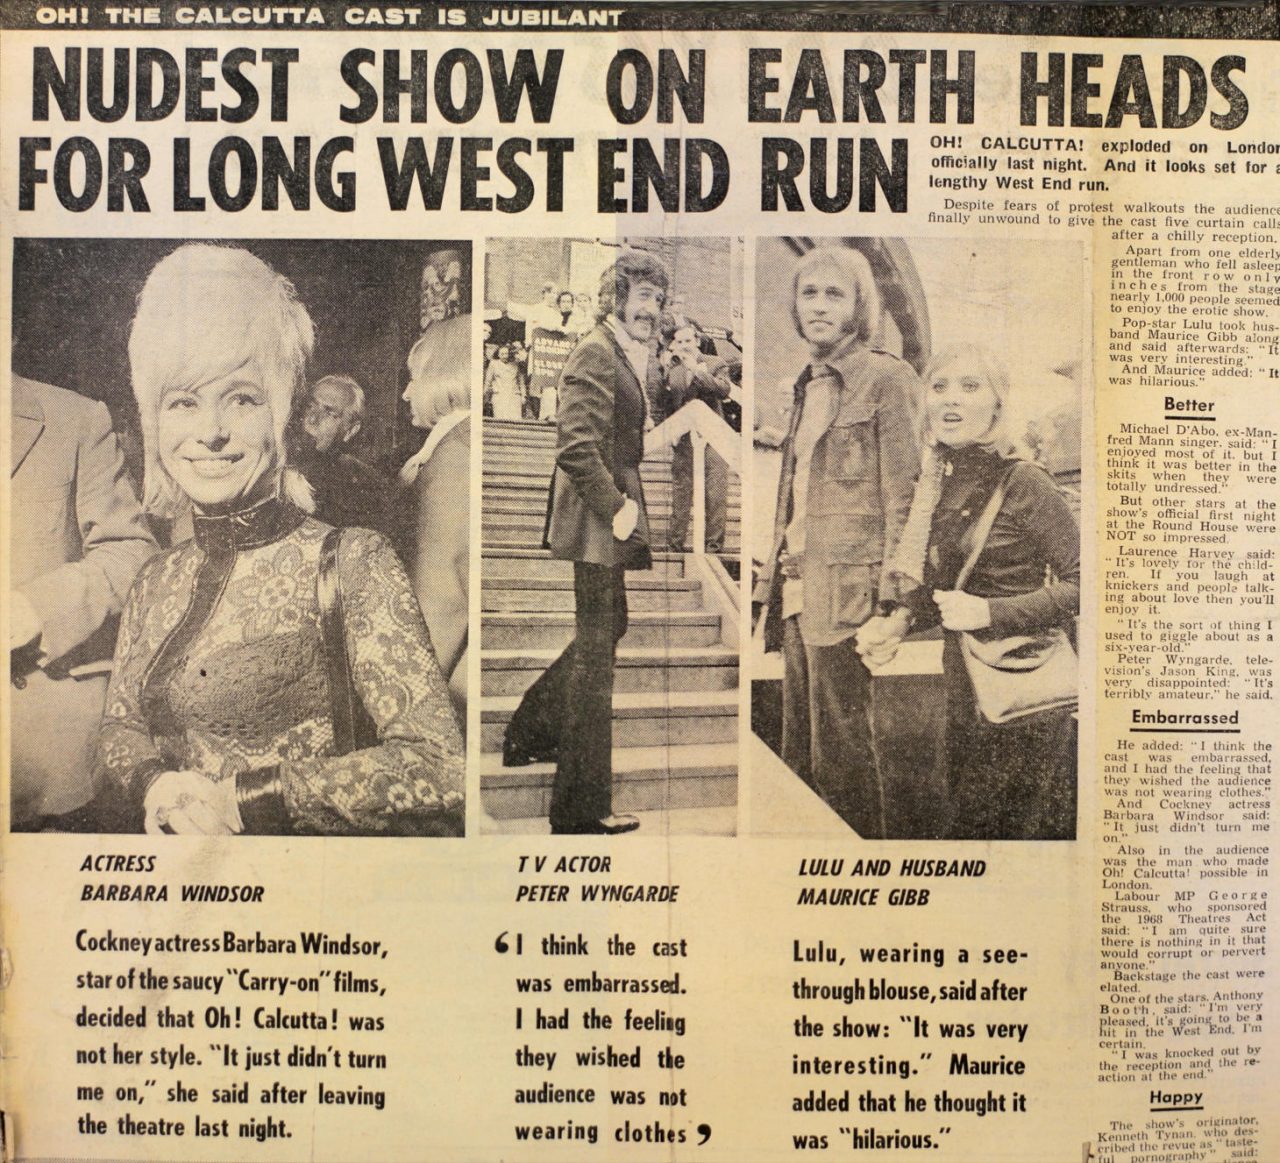 OH! THE CALCUTTA CAST IS JUBILANT
NUDEST SHOW ON EARTH HEADS
FOR LONG WEST END RUN
OH! CALCUTTA! exploded on London
officially last night. And it looks set for a
lengthy West End run.
Despite fears of protest walkouts the audience
finally unwound to give the cast five curtain calls
after a chilly reception.
Apart from one elderly
gentleman who fell asleep
in the front row only
inches from the stage
nearly 1,000 people seemed
to enjoy the erotic show.
Pop-star Lulu took hus-
band Maurice Gibb along
and said afterwards: "It
was very interesting."
And Maurice added: "It
was hilarious."
Better
Michael D'Abo, ex-Man-
fred Mann singer, said: "I
enjoyed most of it, but I
think it was better in the
skits when they were
totally undressed."
But other stars at the
show's official first night
at the Round House were
NOT so impressed.
Laurence Harvey said:
"It's lovely for the child-
ren. If you laugh at
knickers and people talk-
ing about love then you'll
enjoy it.
"It's the sort of thing I
used to giggle about as a
six-year-old."
Peter Wyngarde, tele-
vision's Jason King, was
very disappointed: "It's
terribly amateur," he said.
Embarrassed
He added: "I think the
cast was embarrassed,
and I had the feeling that
they wished the audience
was not wearing clothes."
And Cockney actress
Barbara Windsor said:
"It just didn't turn me
on."
Also in the audience
was the man who made
Oh! Calcutta! possible in
London.
Labour MP George
Strauss, who sponsored
the 1968 Theatres Act
said: "I am quite sure
there is nothing in it that
would corrupt or pervert
anyone."
Backstage the cast were
elated.
One of the stars, Anthony
Booth, said: "I'm very
pleased, it's going to be a
hit in the West End, I'm
certain.
"I was knocked out by
the reception and the re-
action at the end."
Happy
The show's originator,
Kenneth Tynan, who des-
cribed the revue as "taste-
ful pornography" said:
ACTRESS
BARBARA WINDSOR
Cockney actress Barbara Windsor,
star of the saucy "Carry-on" films,
decided that Oh! Calcutta! was
not her style. "It just didn't turn
me on," she said after leaving
the theatre last night.
TV ACTOR
PETER WYNGARDE
‘I think the cast
was embarrassed.
I had the feeling
they wished the
audience was not
wearing clothes’
LULU AND HUSBAND
MAURICE GIBB
Lulu, wearing a see-
through blouse, said after
the show: "It was very
interesting." Maurice
added that he thought it
was "hilarious."